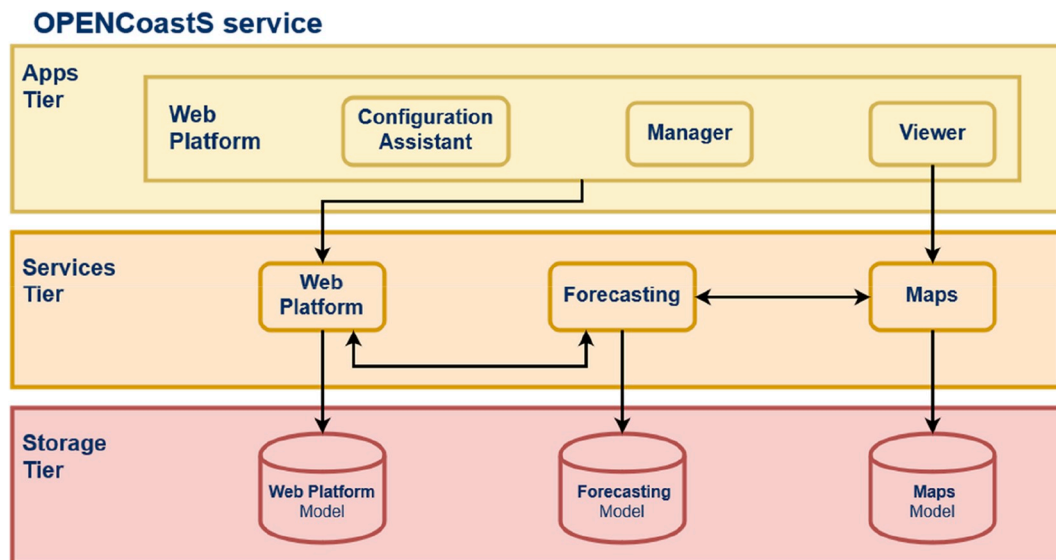 OPENCoastS service
Apps
Tier
Web
Platform
Configuration
Assistant
Manager
Viewer
Services
Tier
Web
Platform
Forecasting
Maps
Storage
Tier
Web Platform
Model
Forecasting
Model
Maps
Model